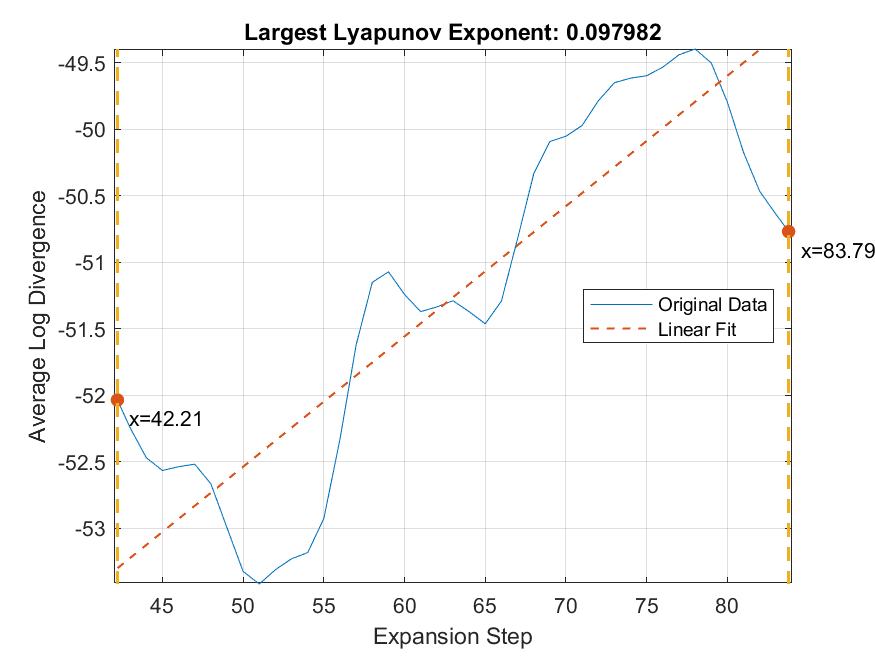 Largest Lyapunov Exponent: 0.097982
-49.5
-50
-50.5
-51
-51.5
-52
-52.5
-53
Average Log Divergence
x=42.21
x=83.79
Original Data
Linear Fit
45 50 55 60 65 70 75 80
Expansion Step